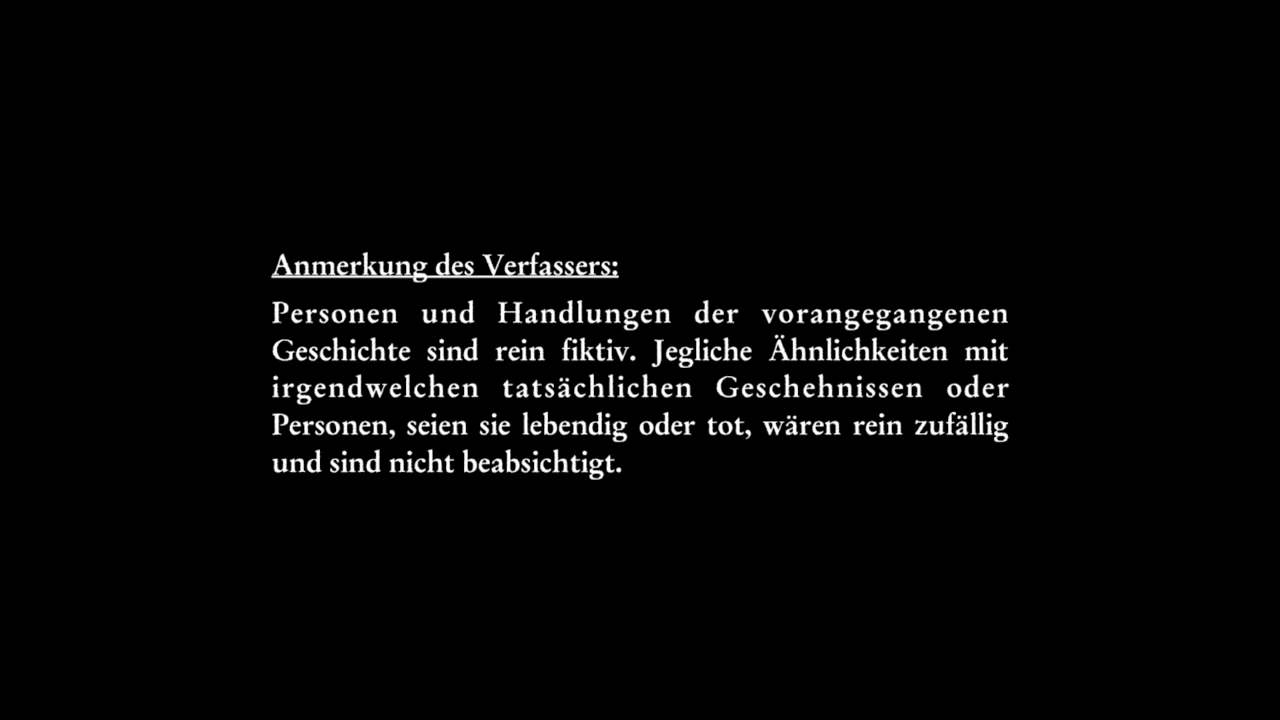 Anmerkung des Verfassers:
Personen und Handlungen der vorangegangenen
Geschichte sind rein fiktiv. Jegliche Ähnlichkeiten mit
irgendwelchen tatsächlichen Geschehnissen oder
Personen, seien sie lebendig oder tot, wären rein zufällig
und sind nicht beabsichtigt.